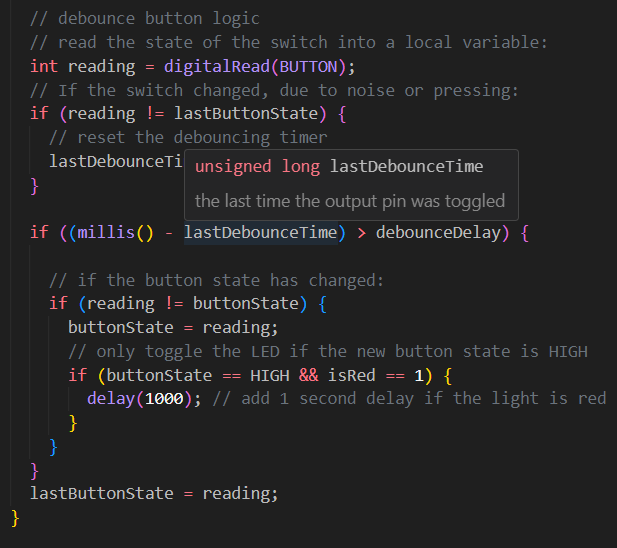 // debounce button logic
// read the state of the switch into a local variable:
int reading = digitalRead(BUTTON);
// If the switch changed, due to noise or pressing:
if (reading != lastButtonState) {
// reset the debouncing timer
lastDebounceTi
unsigned long lastDebounceTime
}
the last time the output pin was toggled
if ((millis() - lastDebounceTime) > debounceDelay) {
// if the button state has changed:
if (reading != buttonState) {
buttonState = reading;
// only toggle the LED if the new button state is HIGH
if (buttonState == HIGH && isRed == 1) {
delay(1000); // add 1 second delay if the light is red
}
}
}
lastButtonState = reading;
}